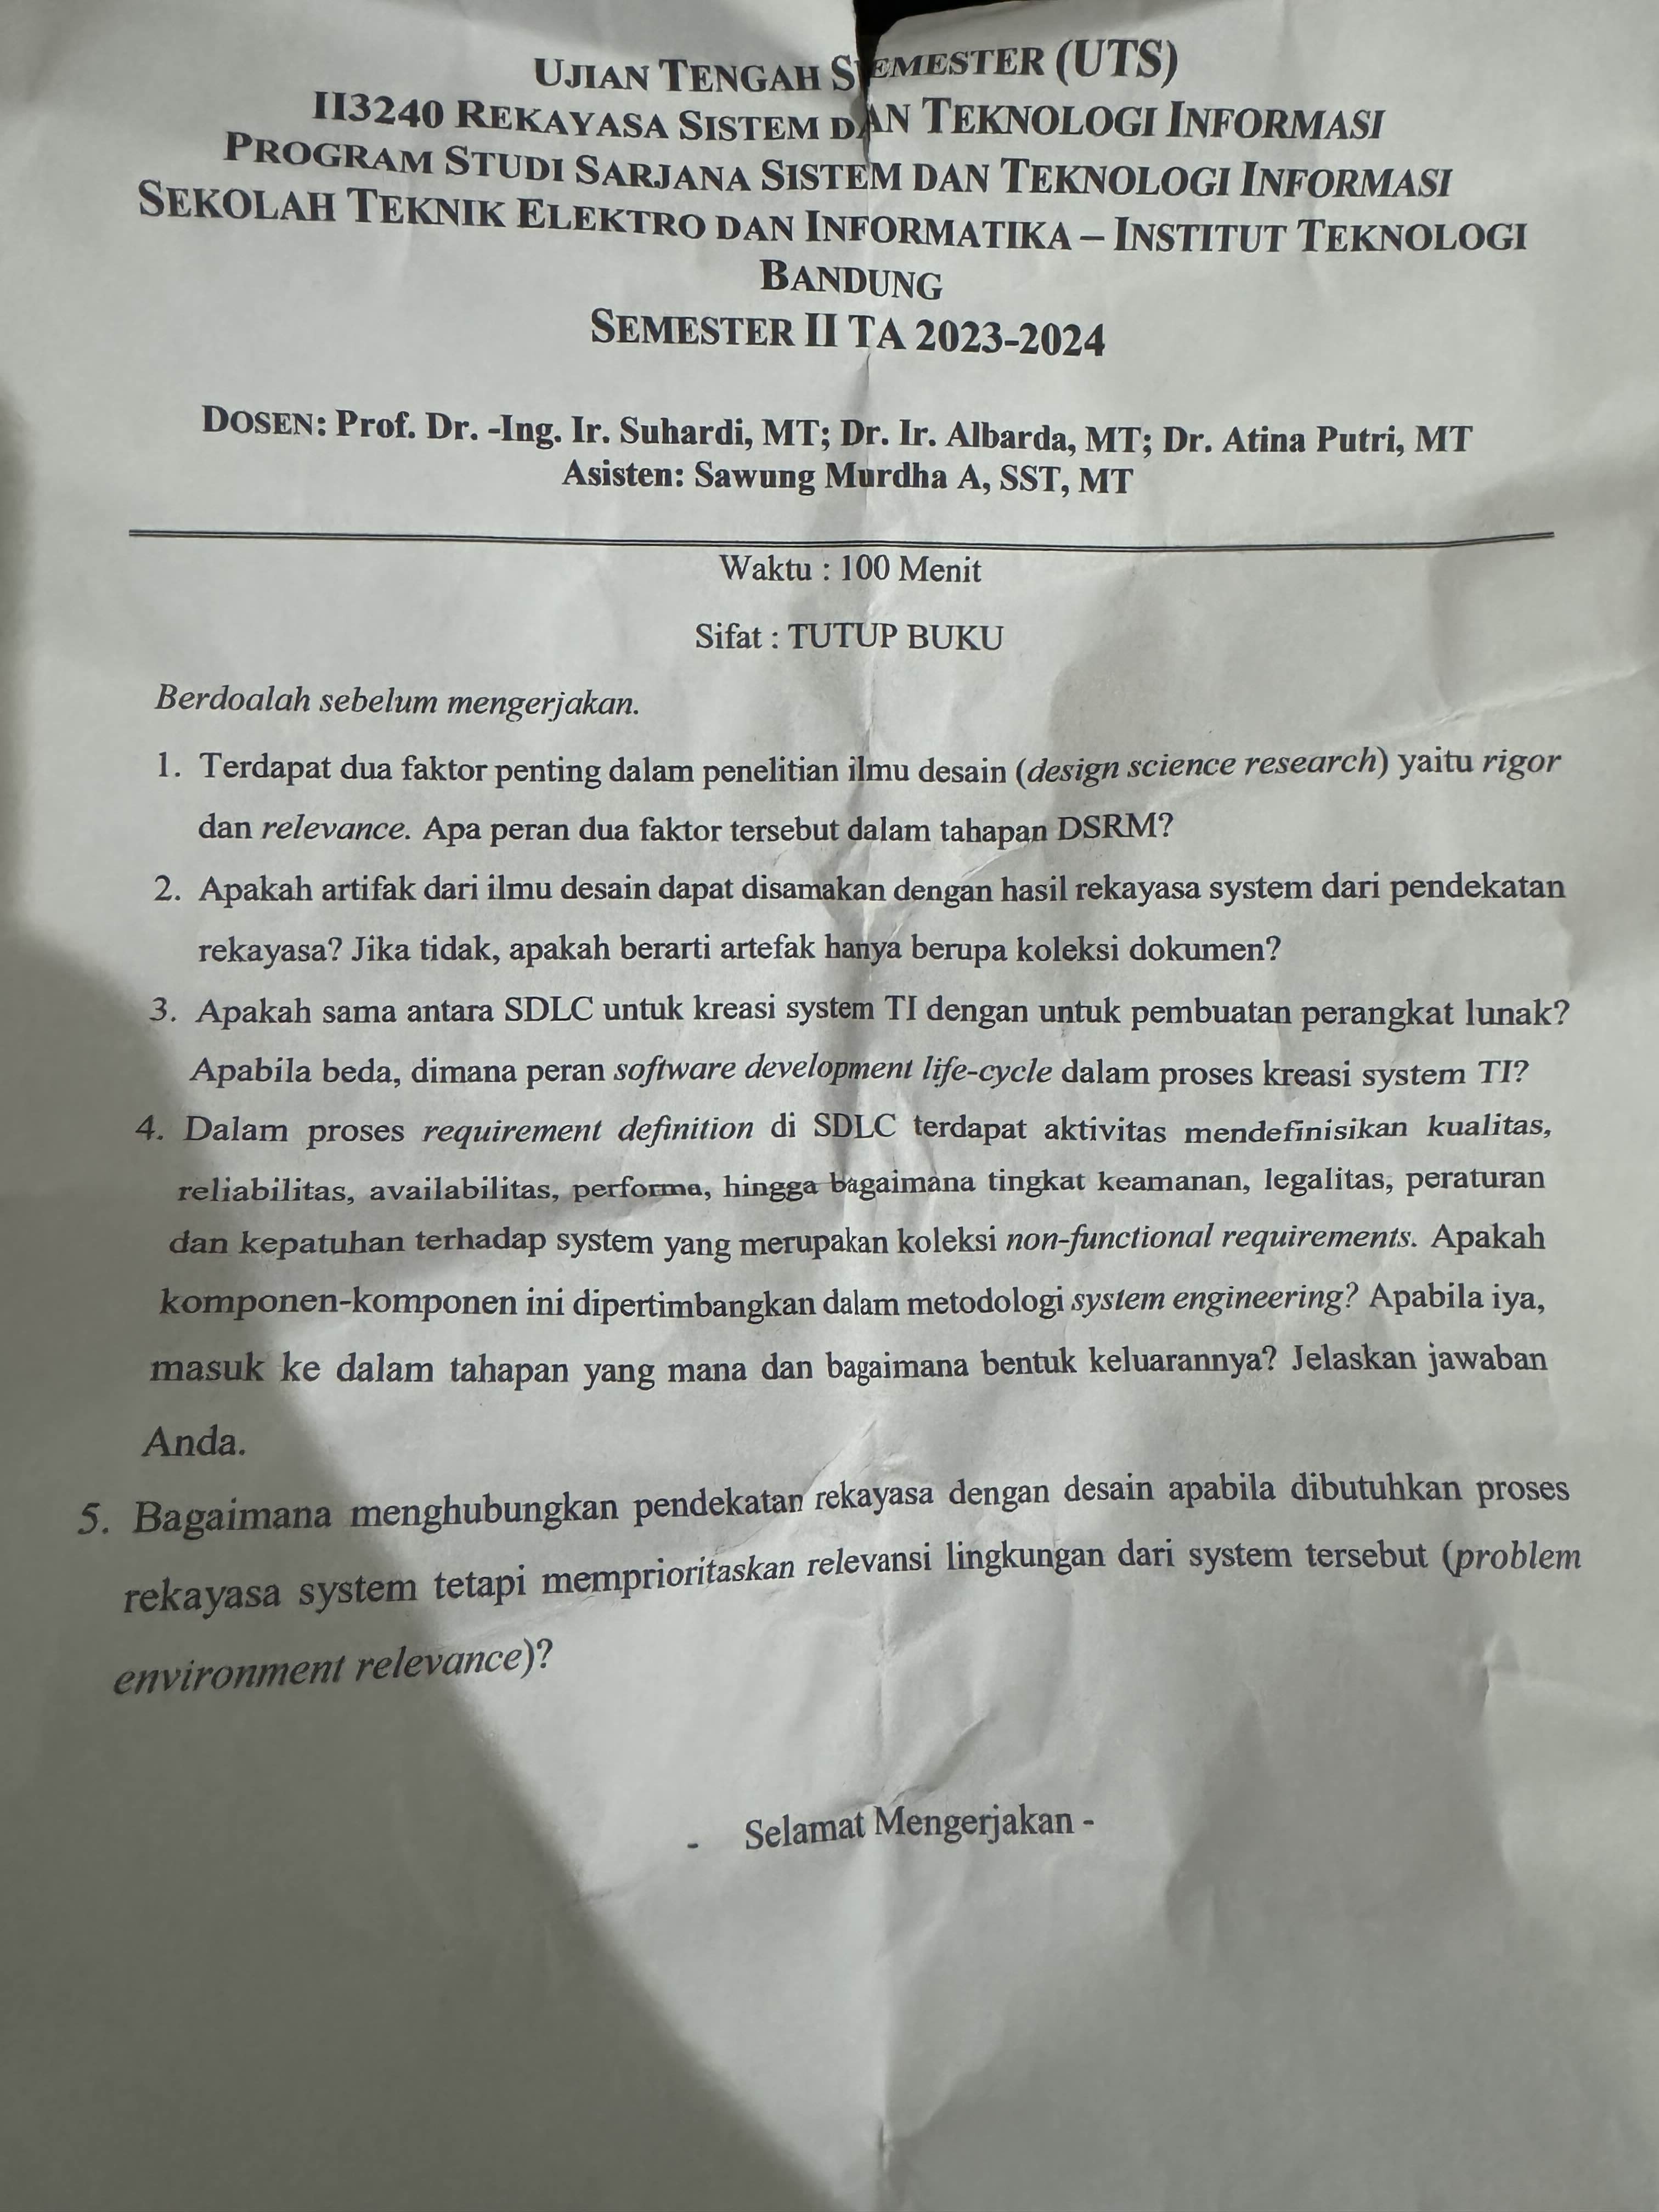 UJIAN TENGAH SEMESTER (UTS)
II3240 REKAYASA SISTEM DAN TEKNOLOGI INFORMASI
PROGRAM STUDI SARJANA SISTEM DAN TEKNOLOGI INFORMASI
SEKOLAH TEKNIK ELEKTRO DAN INFORMATIKA – INSTITUT TEKNOLOGI
BANDUNG
SEMESTER II TA 2023-2024
DOSEN: Prof. Dr. -Ing. Ir. Suhardi, MT; Dr. Ir. Albarda, MT; Dr. Atina Putri, MT
Asisten: Sawung Murdha A, SST, MT
Waktu : 100 Menit
Sifat : TUTUP BUKU
Berdoalah sebelum mengerjakan.
1. Terdapat dua faktor penting dalam penelitian ilmu desain (design science research) yaitu rigor
dan relevance. Apa peran dua faktor tersebut dalam tahapan DSRM?
2. Apakah artifak dari ilmu desain dapat disamakan dengan hasil rekayasa system dari pendekatan
rekayasa? Jika tidak, apakah berarti artefak hanya berupa koleksi dokumen?
3. Apakah sama antara SDLC untuk kreasi system TI dengan untuk pembuatan perangkat lunak?
Apabila beda, dimana peran software development life-cycle dalam proses kreasi system TI?
4. Dalam proses requirement definition di SDLC terdapat aktivitas mendefinisikan kualitas,
reliabilitas, availabilitas, performa, hingga bagaimana tingkat keamanan, legalitas, peraturan
dan kepatuhan terhadap system yang merupakan koleksi non-functional requirements. Apakah
komponen-komponen ini dipertimbangkan dalam metodologi system engineering? Apabila iya,
masuk ke dalam tahapan yang mana dan bagaimana bentuk keluarannya? Jelaskan jawaban
Anda.
5. Bagaimana menghubungkan pendekatan rekayasa dengan desain apabila dibutuhkan proses
rekayasa system tetapi memprioritaskan relevansi lingkungan dari system tersebut (problem
environment relevance)?
- Selamat Mengerjakan -